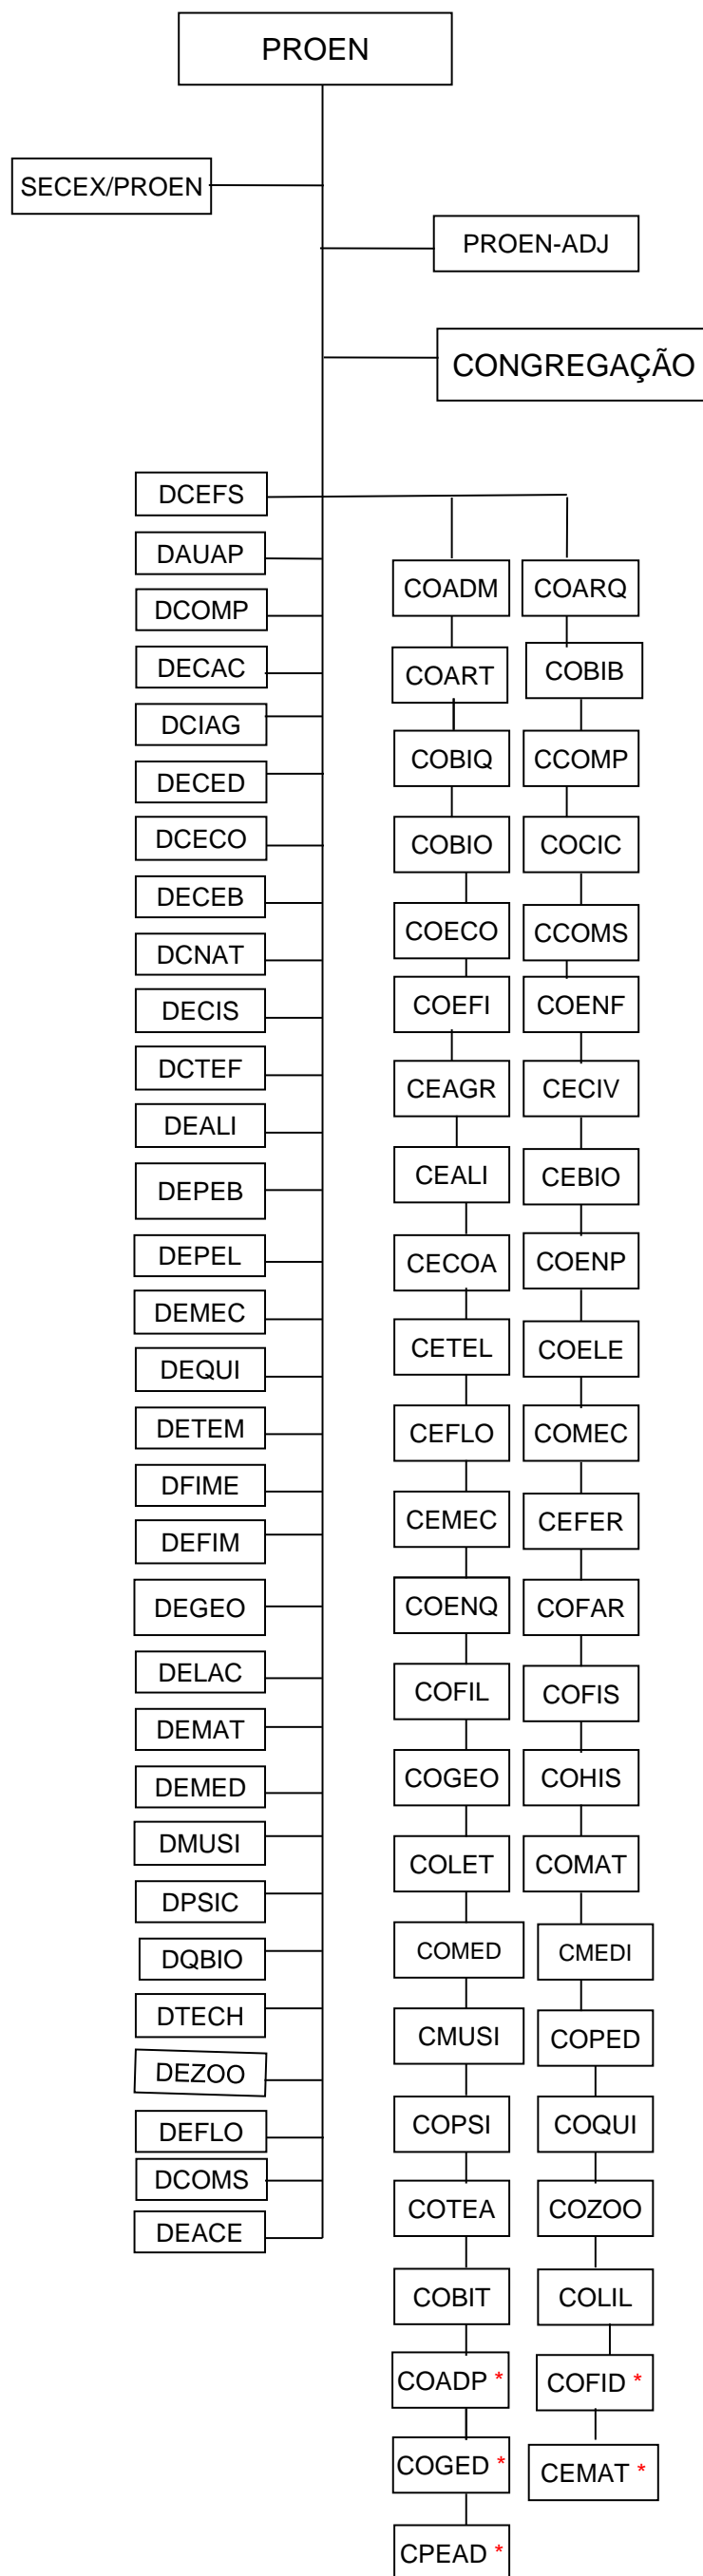 PROEN
SECEX/PROEN
PROEN-ADJ
CONGREGAÇÃO
DCEFS
DAUAP
DCOMP
DECAC
DCIAG
DECED
DCECO
DECEB
DCNAT
DECIS
DCTEF
DEALI
DEPEB
DEPEL
DEMEC
DEQUI
DETEM
DFIME
DEFIM
DEGEO
DELAC
DEMAT
DEMED
DMUSI
DPSIC
DQBIO
DTECH
DEZOO
DEFLO
DCOMS
DEACE
COADM
COART
COBIQ
COBIO
COECO
COEFI
CEAGR
CEALI
CECOA
CETEL
CEFLO
CEMEC
COENQ
COFIL
COGEO
COLET
COMED
CMUSI
COPSI
COTEA
COBIT
COADP *
COGED *
CPEAD *
COARQ
COBIB
CCOMP
COCIC
CCOMS
COENF
CECIV
CEBIO
COENP
COELE
COMEC
CEFER
COFAR
COFIS
COHIS
COMAT
CMEDI
COPED
COQUI
COZOO
COLIL
COFID *
CEMAT *